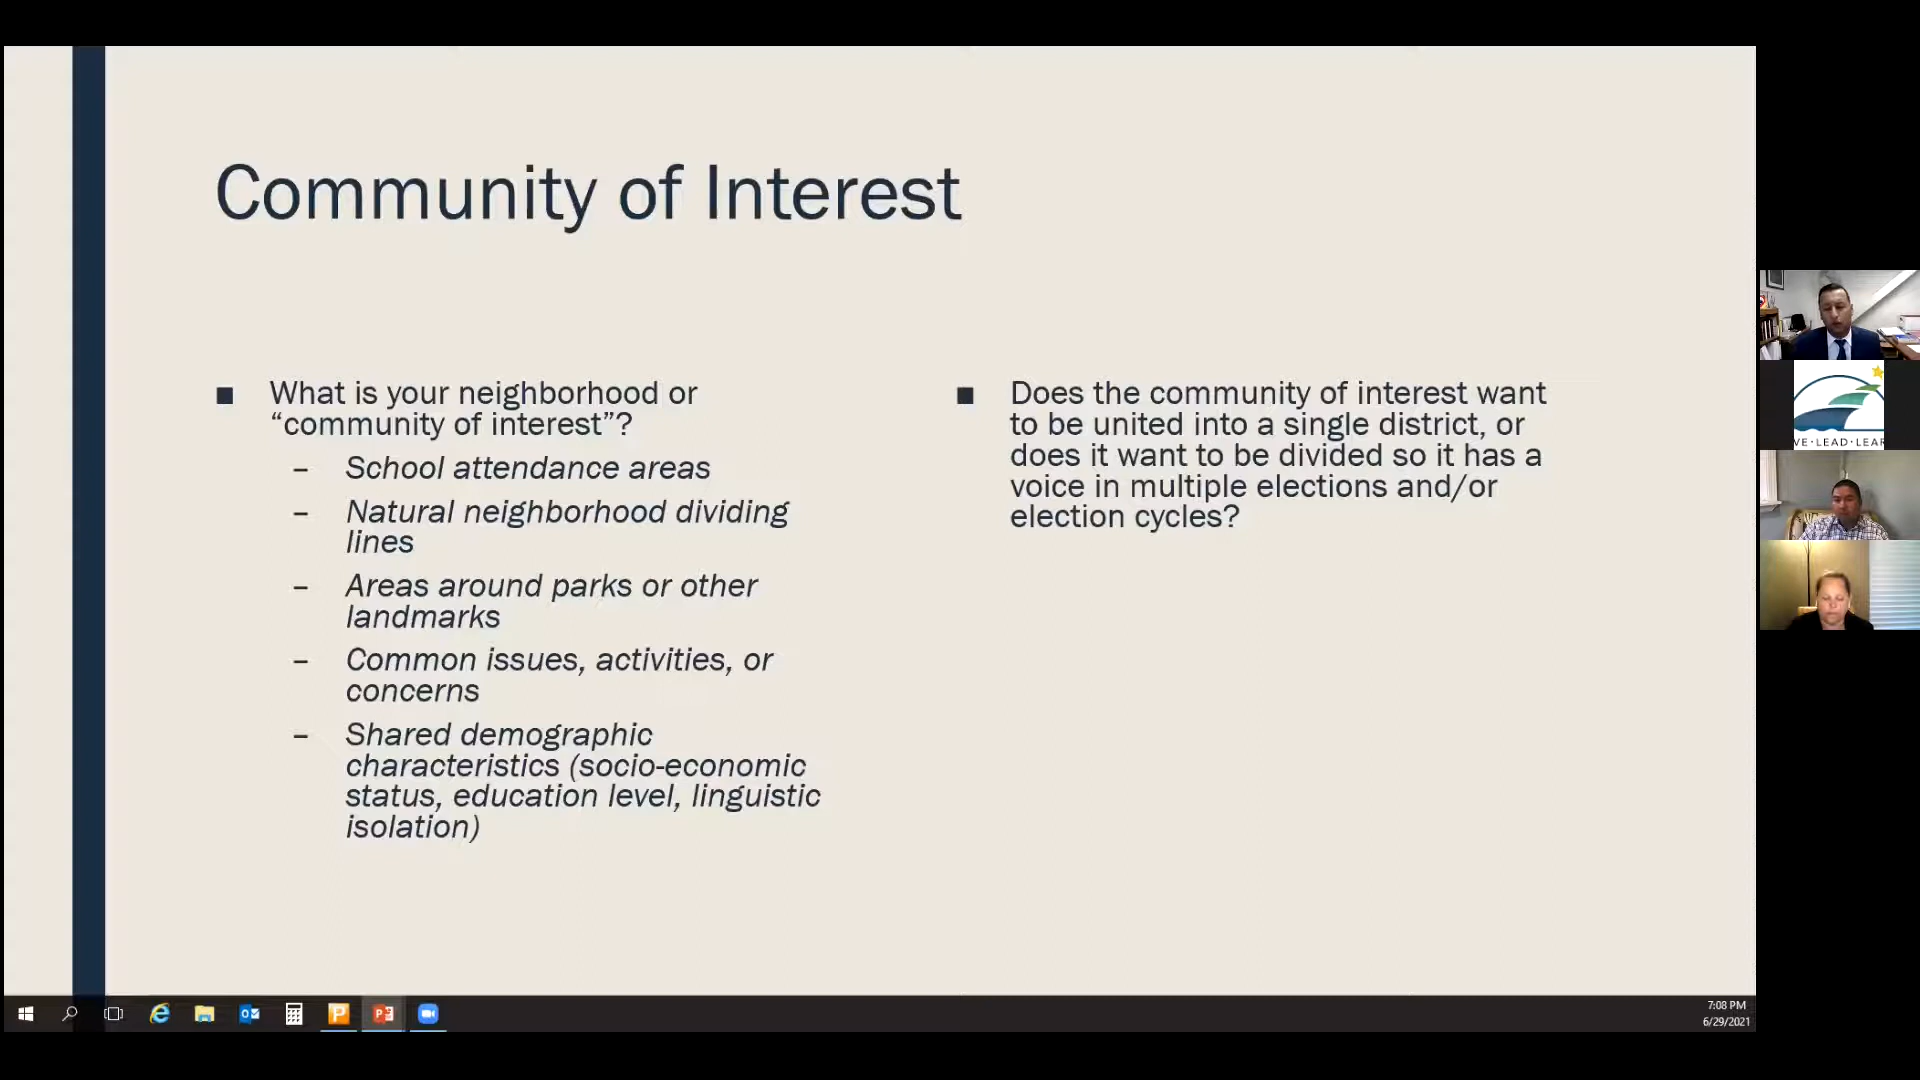 Community of Interest
■ What is your neighborhood or
“community of interest”?
– School attendance areas
– Natural neighborhood dividing
lines
– Areas around parks or other
landmarks
– Common issues, activities, or
concerns
– Shared demographic
characteristics (socio-economic
status, education level, linguistic
isolation)
■ Does the community of interest want
to be united into a single district, or
does it want to be divided so it has a
voice in multiple elections and/or
election cycles?
VE·LEAD·LEAR
7:08 PM
6/29/2021